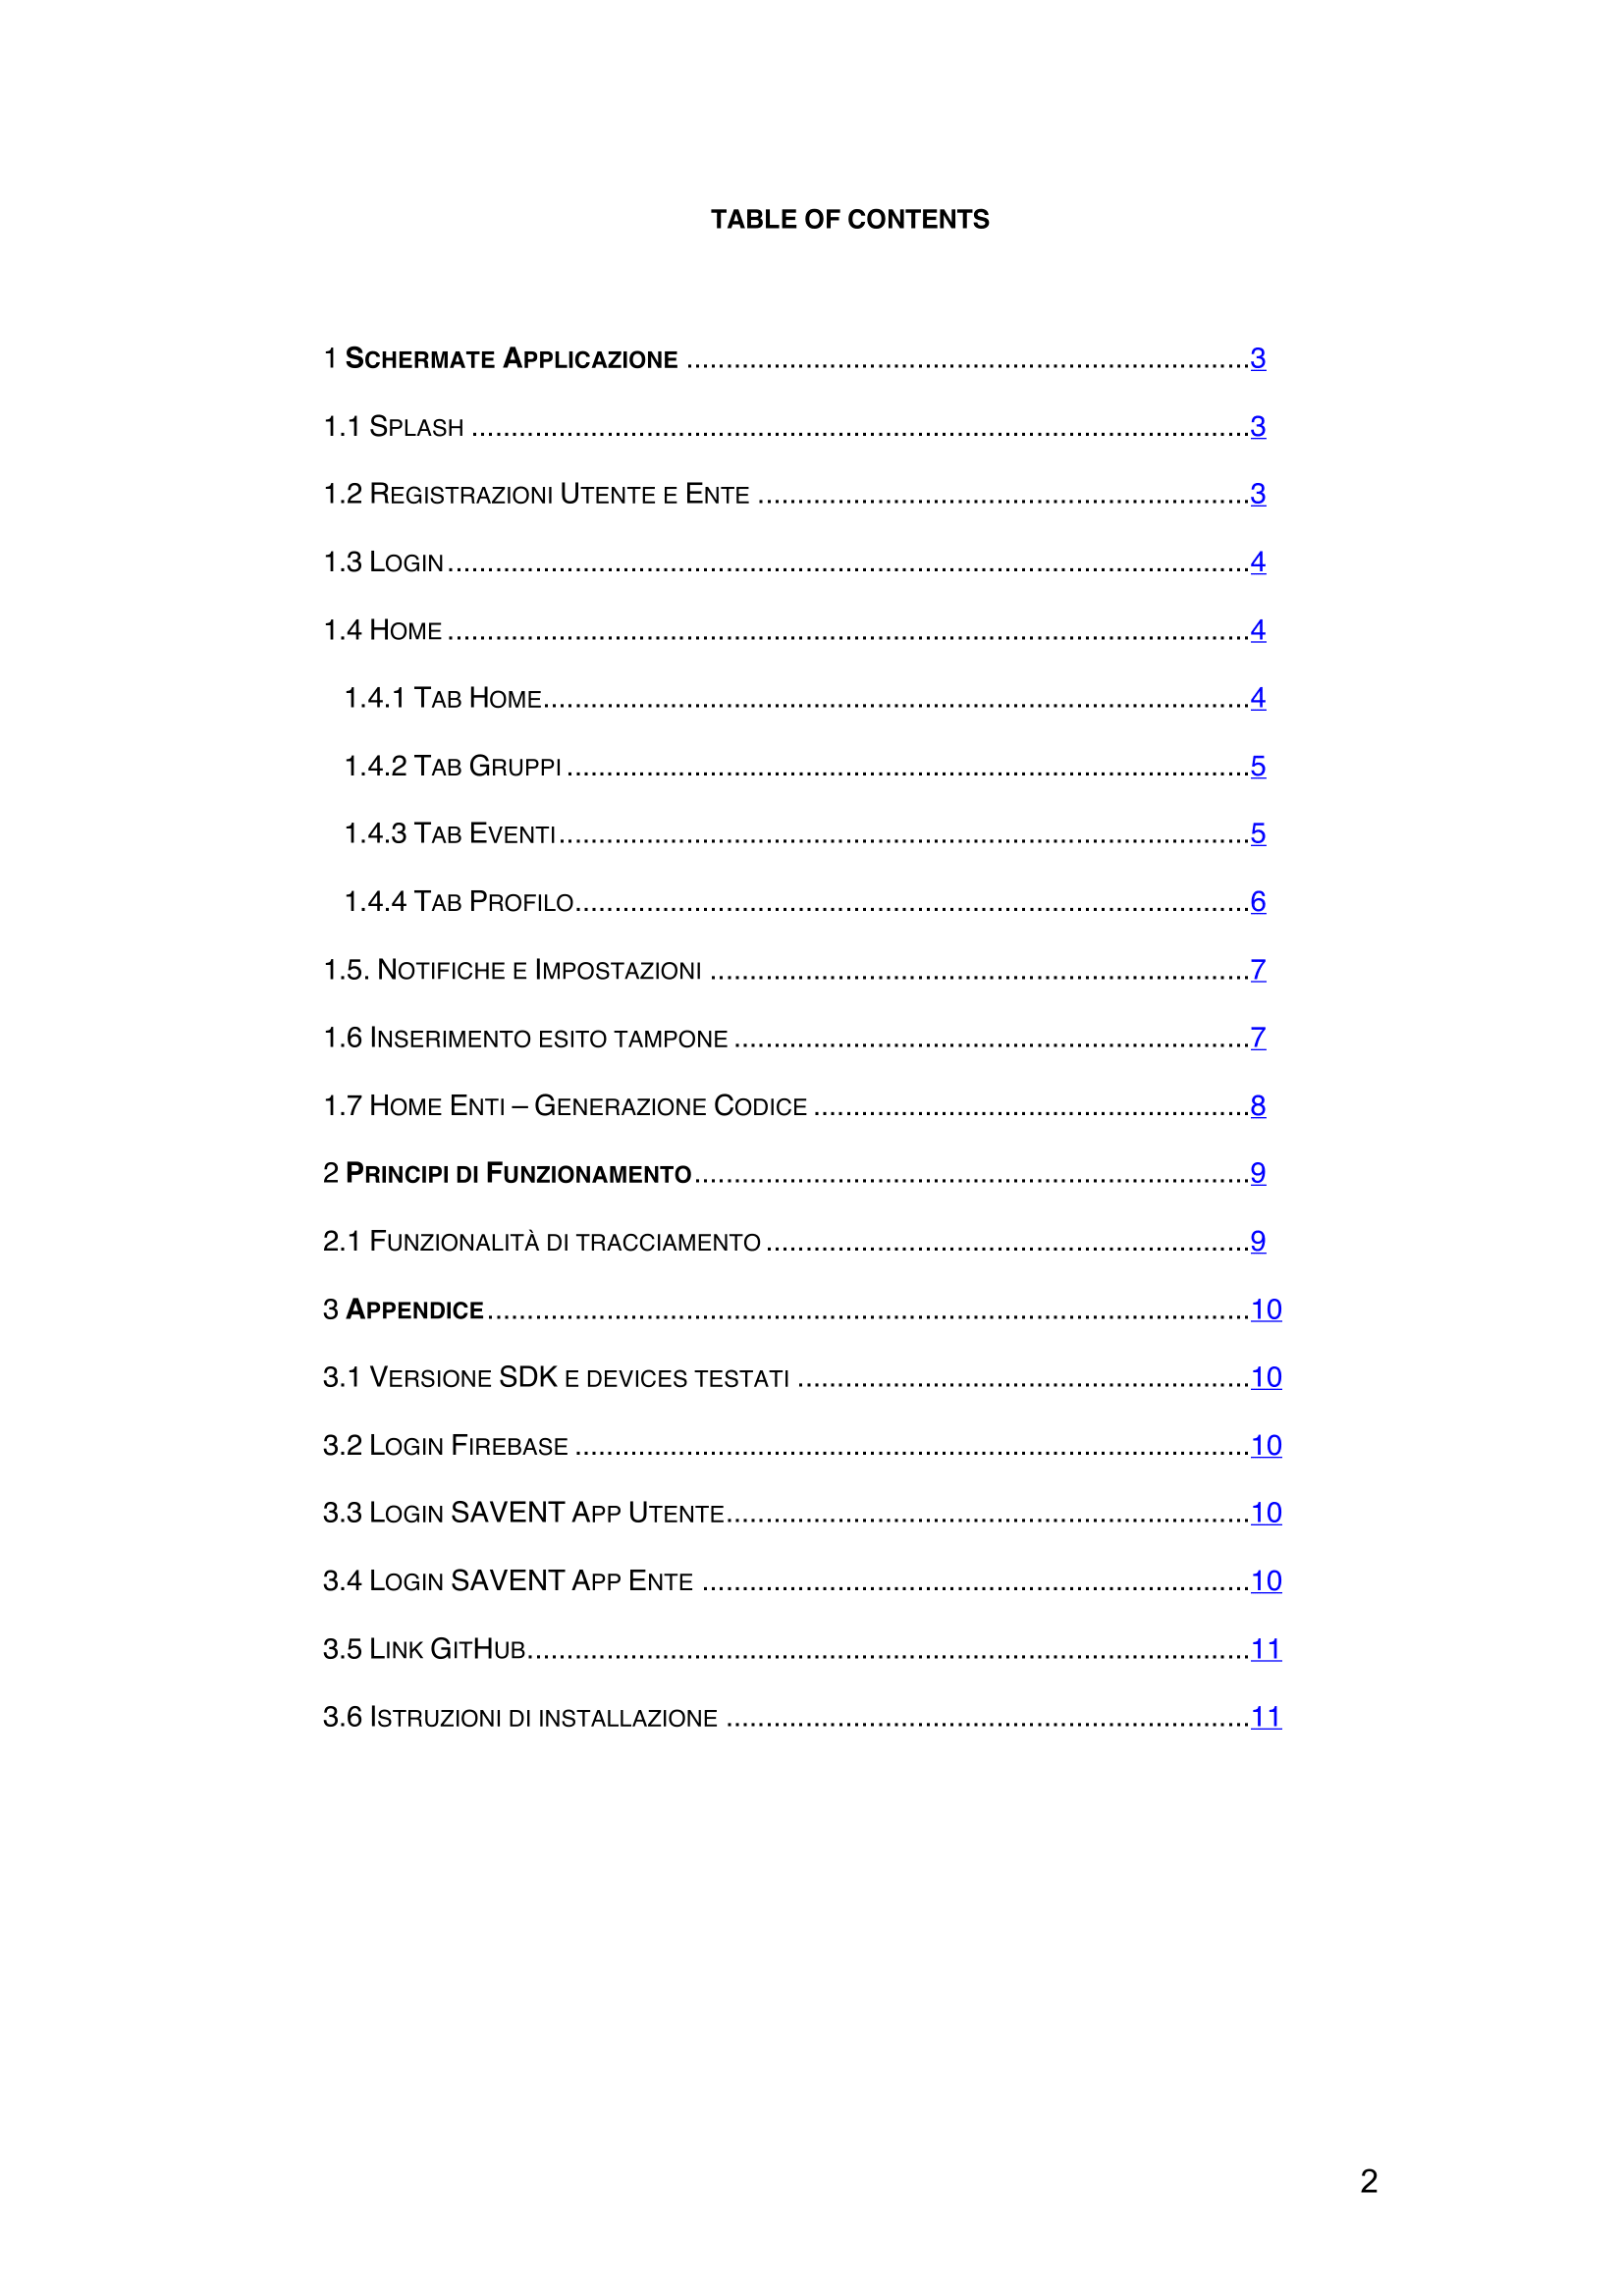 TABLE OF CONTENTS
1 Schermate Applicazione ........................................................................3
1.1 Splash ...................................................................................................3
1.2 Registrazioni Utente e Ente ...............................................................3
1.3 Login......................................................................................................4
1.4 Home ......................................................................................................4
1.4.1 Tab Home..........................................................................................4
1.4.2 Tab Gruppi .......................................................................................5
1.4.3 Tab Eventi........................................................................................5
1.4.4 Tab Profilo......................................................................................6
1.5. Notifiche e Impostazioni .....................................................................7
1.6 Inserimento esito tampone ..................................................................7
1.7 Home Enti – Generazione Codice ........................................................8
2 Principi di Funzionamento.......................................................................9
2.1 Funzionalità di tracciamento ..............................................................9
3 Appendice.................................................................................................10
3.1 Versione SDK e devices testati ..........................................................10
3.2 Login Firebase ......................................................................................10
3.3 Login SAVENT App Utente...................................................................10
3.4 Login SAVENT App Ente ......................................................................10
3.5 Link GitHub............................................................................................11
3.6 Istruzioni di installazione ...................................................................11
2